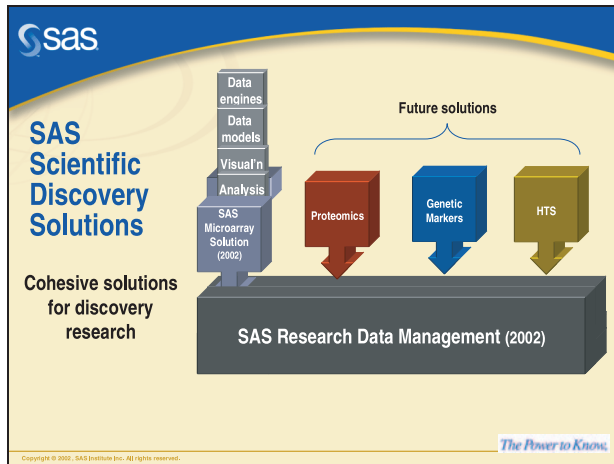 sas
SAS
Scientific
Discovery
Solutions
Cohesive solutions
for discovery
research
Data
engines
Data
models
Visual'n
Analysis
SAS
Microarray
Solution
(2002)
Future solutions
Proteomics
Genetic
Markers
HTS
SAS Research Data Management (2002)
The Power to Know.
Copyright © 2002, SAS Institute Inc. All rights reserved.